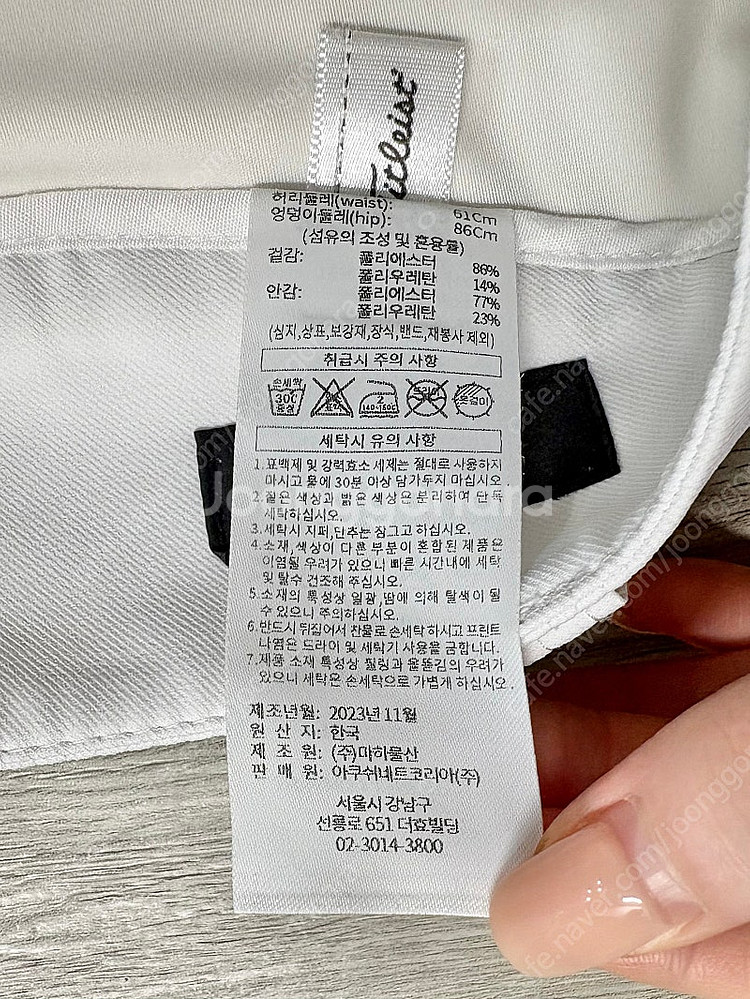 Titleist
허리둘레(waist): 61Cm
엉덩이둘레(hip): 86Cm
(섬유의 조성 및 혼용율)
겉감: 폴리에스터 86%
폴리우레탄 14%
안감: 폴리에스터 77%
폴리우레탄 23%
(심지,상표,보강재,장식,밴드,재봉사 제외)
취급시 주의 사항
손세탁
30℃
중성
2
140~150℃
드라이
옷걸이
세탁시 유의 사항
1. 표백제 및 강력효소 세제는 절대로 사용하지
마시고 물에 30분 이상 담가두지 마십시오.
2. 짙은 색상과 밝은 색상은 분리하여 단독
세탁하십시오.
3. 세탁시 지퍼,단추는 잠그고 하십시오.
4. 소재,색상이 다른 부분이 혼합된 제품은
이염될 우려가 있으니 빠른 시간내에 세탁
및 탈수 건조해 주십시오.
5. 소재의 특성상 일광,땀에 의해 탈색이 될
수 있으니 주의하십시오.
6. 반드시 뒤집어서 찬물로 손세탁 하시고 프린트
나염은 드라이 및 세탁기 사용을 금합니다.
7. 제품 소재 특성상 필링과 올뜯김의 우려가
있으니 세탁은 손세탁으로 가볍게 하십시오.
제조년월: 2023년 11월
원 산 지: 한국
제 조 원: (주)마하물산
판 매 원: 아쿠쉬네트코리아(주)
서울시 강남구
선릉로 651 더효빌딩
02-3014-3800